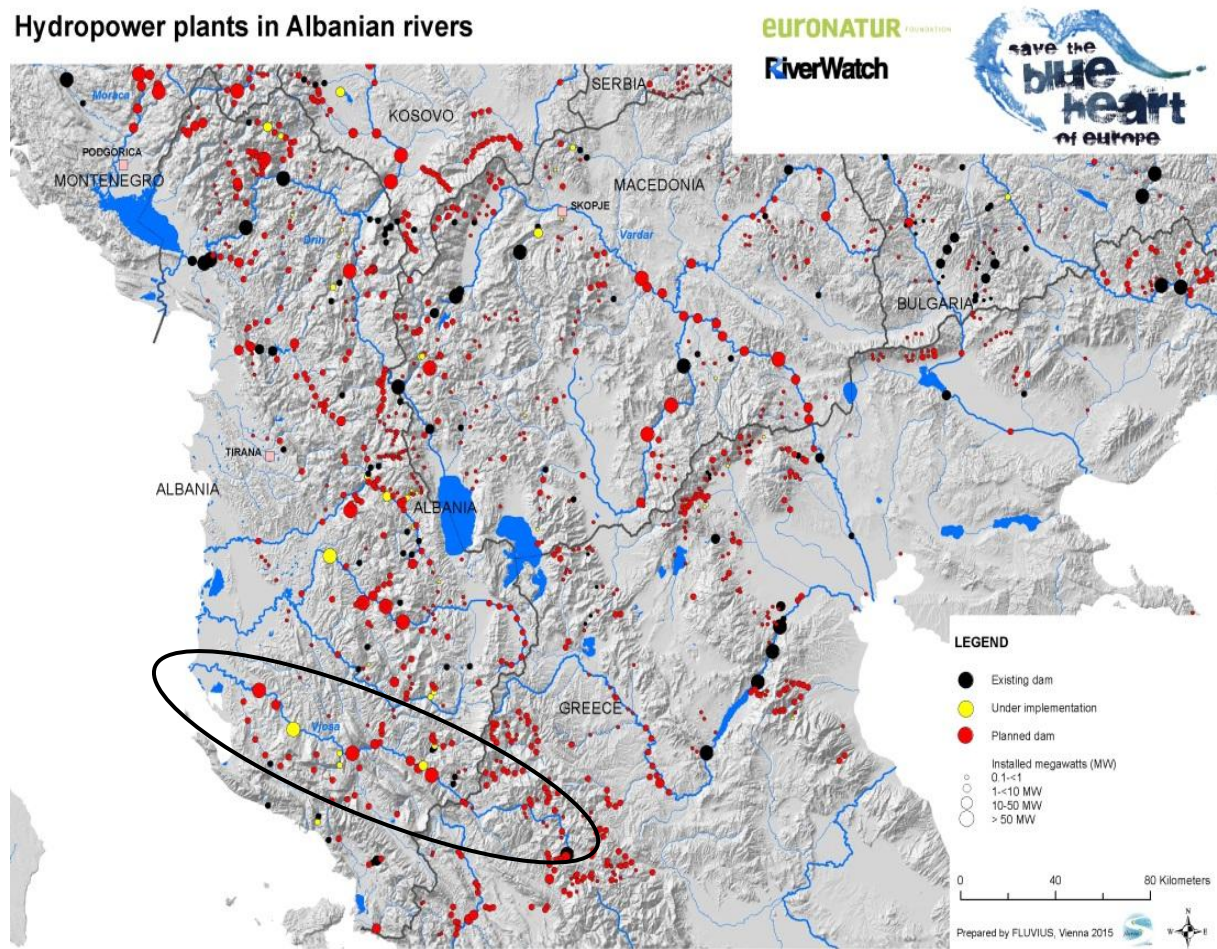 Hydropower plants in Albanian rivers
euronatur FOUNDATION
RiverWatch
save the
blue
heart
of europe
SERBIA
Moraca
KOSOVO
PODGORICA
MONTENEGRO
MACEDONIA
SKOPJE
Drin
Vardar
BULGARIA
TIRANA
ALBANIA
ALBANIA
Vjosa
GREECE
LEGEND
Existing dam
Under implementation
Planned dam
Installed megawatts (MW)
0.1-<1
1-<10 MW
10-50 MW
> 50 MW
0 40 80 Kilometers
Prepared by FLUVIUS, Vienna 2015
N
W E
S